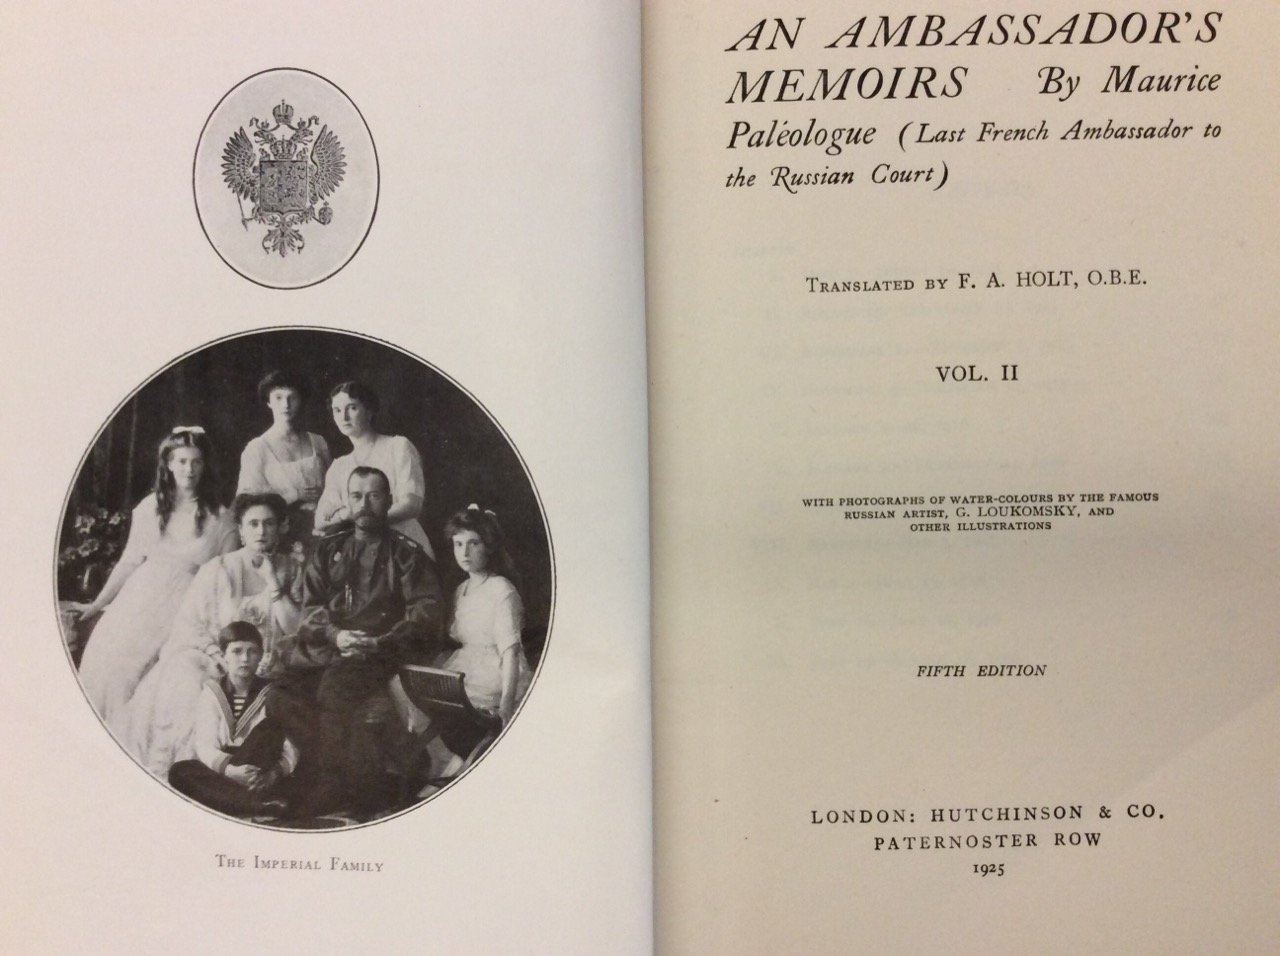 The Imperial Family
AN AMBASSADOR'S
MEMOIRS By Maurice
Paléologue (Last French Ambassador to
the Russian Court)
Translated by F. A. HOLT, O.B.E.
VOL. II
WITH PHOTOGRAPHS OF WATER-COLOURS BY THE FAMOUS
RUSSIAN ARTIST, G. LOUKOMSKY, AND
OTHER ILLUSTRATIONS
FIFTH EDITION
LONDON: HUTCHINSON & CO.
PATERNOSTER ROW
1925